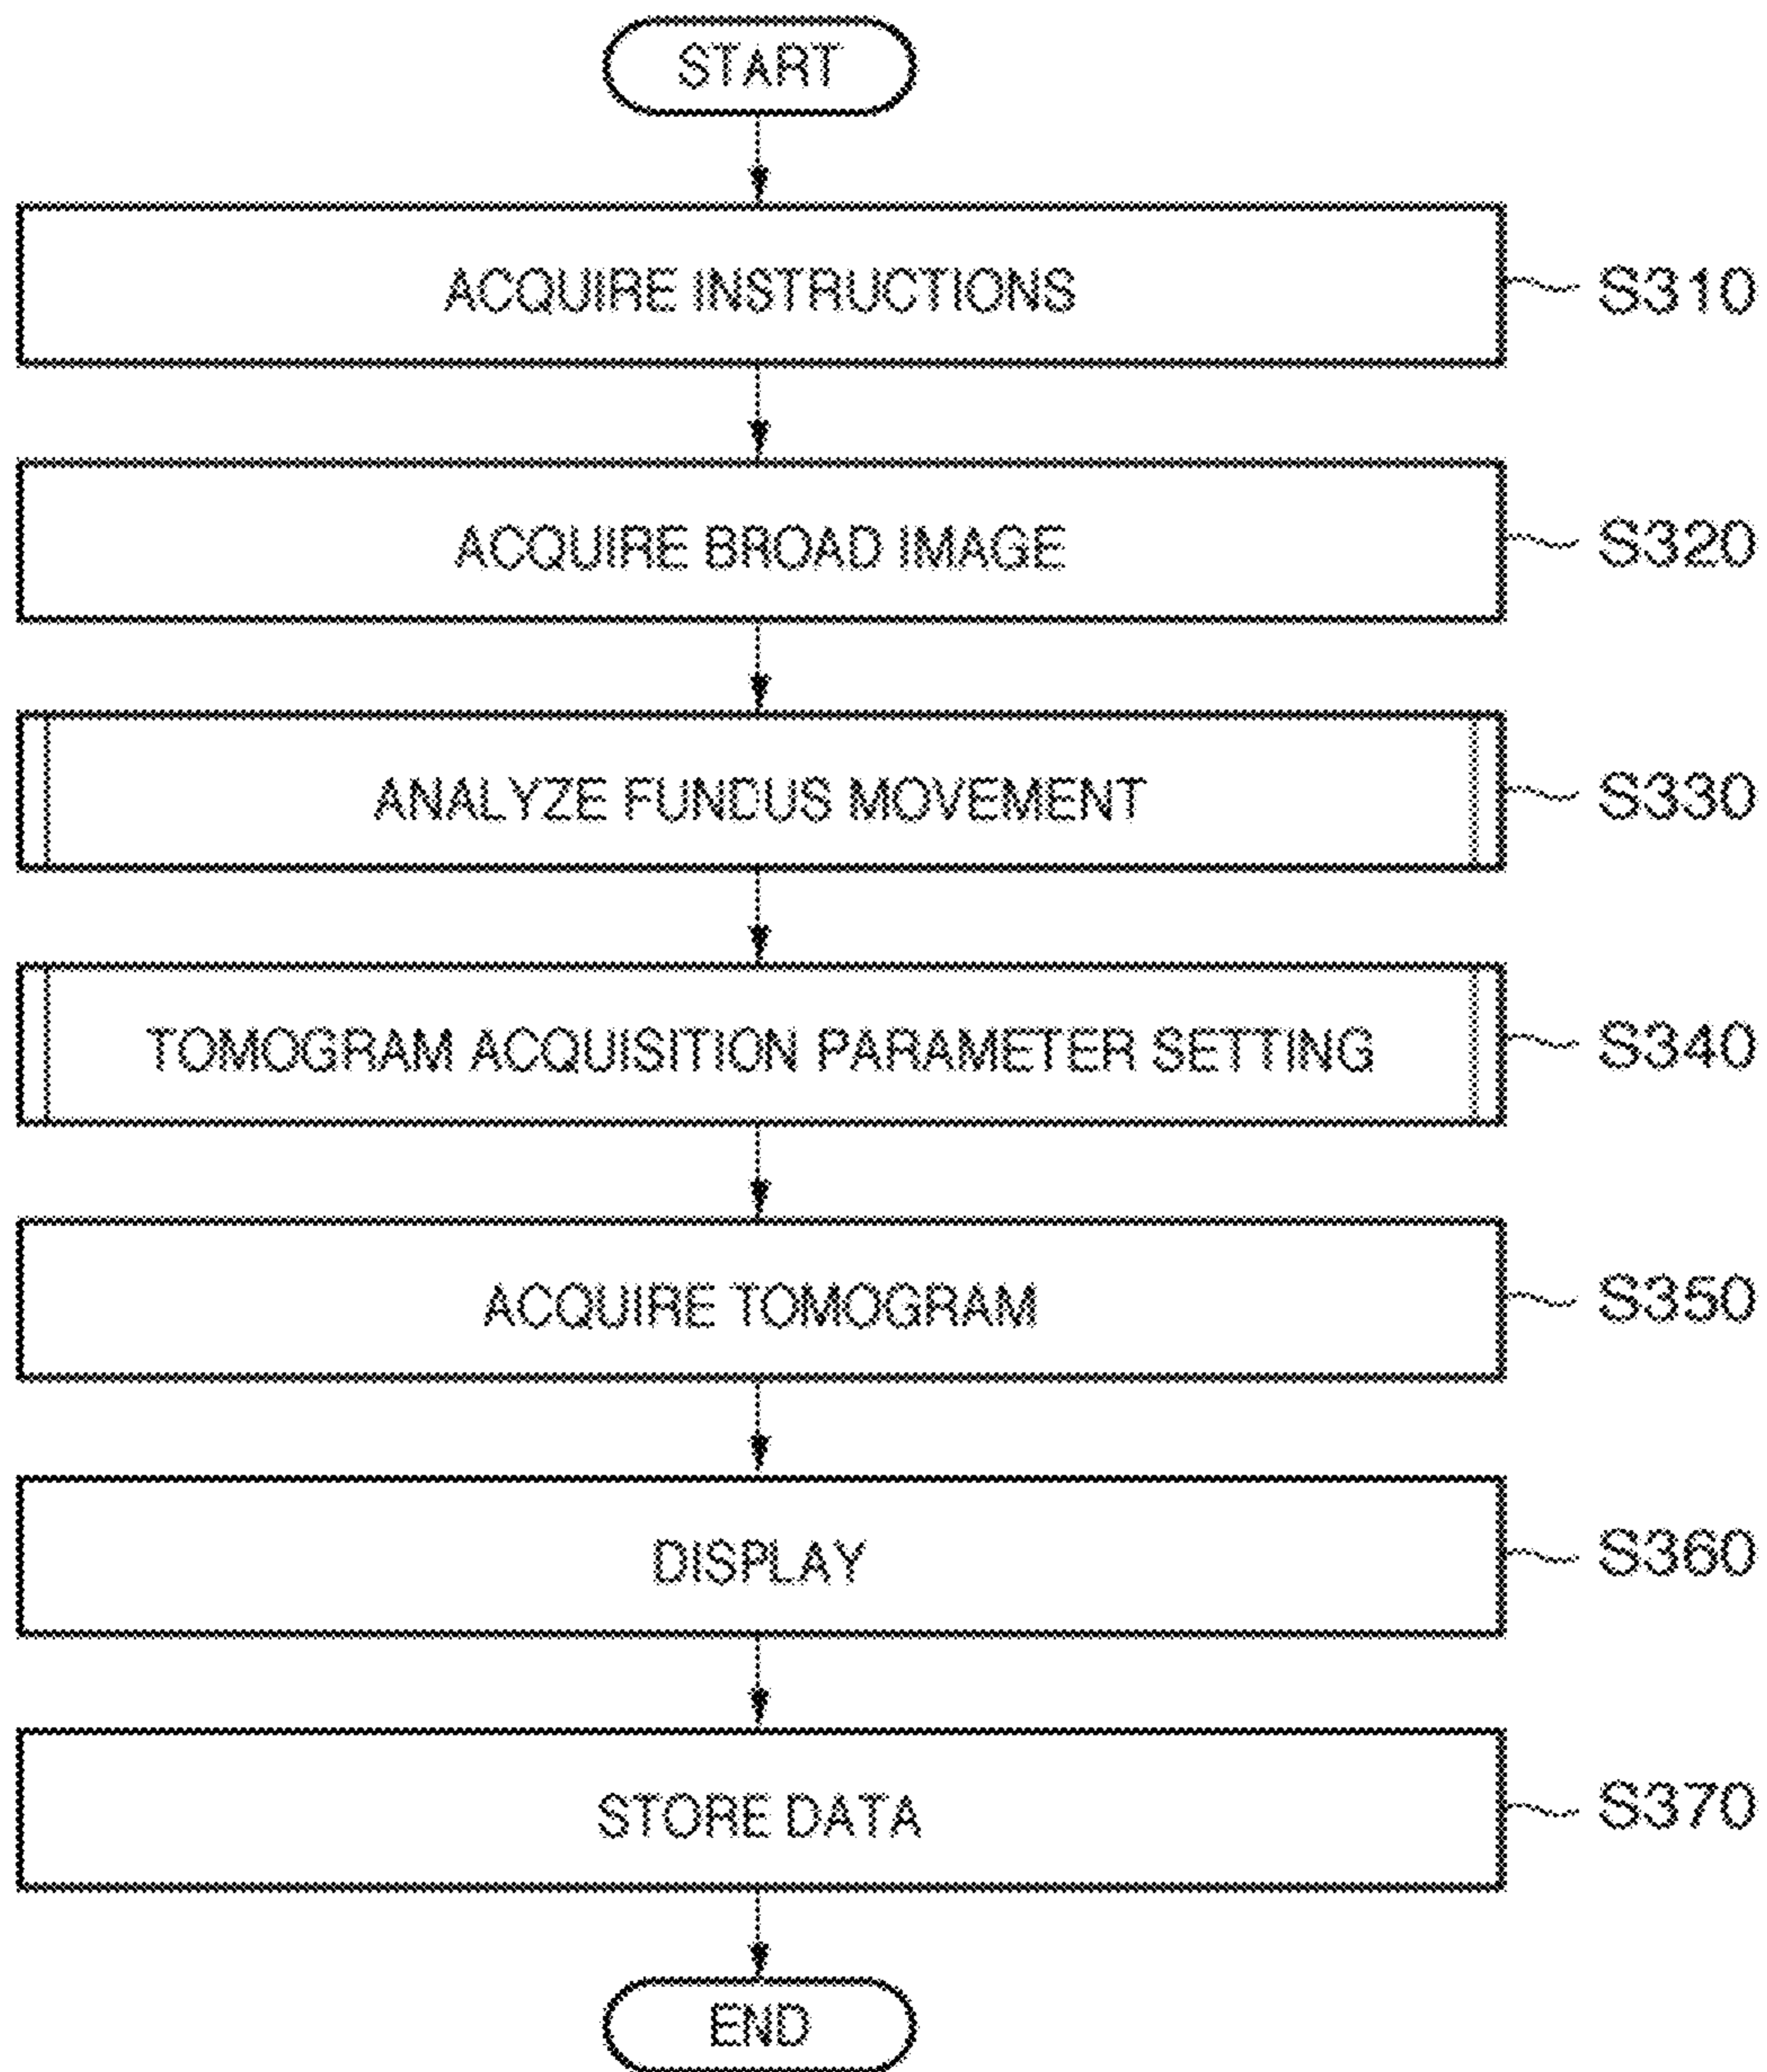 START
ACQUIRE INSTRUCTIONS
S310
ACQUIRE BROAD IMAGE
S320
ANALYZE FUNDUS MOVEMENT
S330
TOMOGRAM ACQUISITION PARAMETER SETTING
S340
ACQUIRE TOMOGRAM
S350
DISPLAY
S360
STORE DATA
S370
END